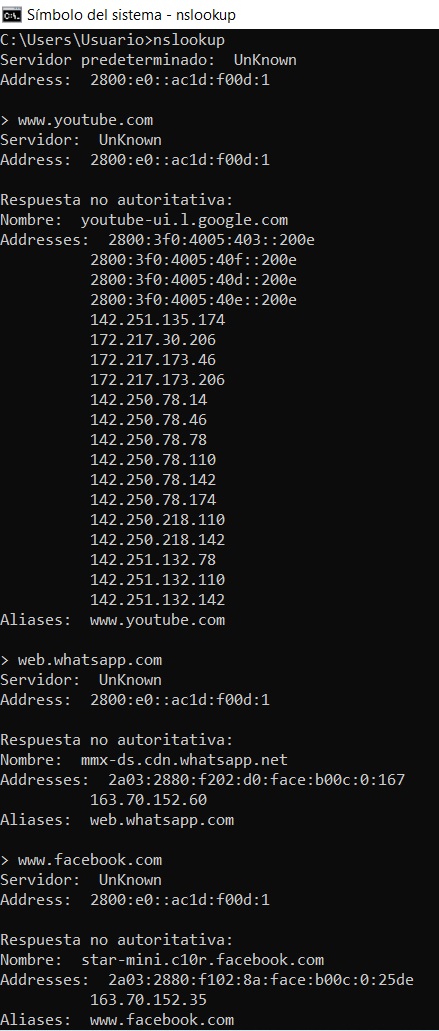 Símbolo del sistema - nslookup
C:\Users\Usuario>nslookup
Servidor predeterminado:  UnKnown
Address:  2800:e0::ac1d:f00d:1
> www.youtube.com
Servidor:  UnKnown
Address:  2800:e0::ac1d:f00d:1
Respuesta no autoritativa:
Nombre:  youtube-ui.l.google.com
Addresses:  2800:3f0:4005:403::200e
2800:3f0:4005:40f::200e
2800:3f0:4005:40d::200e
2800:3f0:4005:40e::200e
142.251.135.174
172.217.30.206
172.217.173.46
172.217.173.206
142.250.78.14
142.250.78.46
142.250.78.78
142.250.78.110
142.250.78.142
142.250.78.174
142.250.218.110
142.250.218.142
142.251.132.78
142.251.132.110
142.251.132.142
Aliases:  www.youtube.com
> web.whatsapp.com
Servidor:  UnKnown
Address:  2800:e0::ac1d:f00d:1
Respuesta no autoritativa:
Nombre:  mmx-ds.cdn.whatsapp.net
Addresses:  2a03:2880:f202:d0:face:b00c:0:167
163.70.152.60
Aliases:  web.whatsapp.com
> www.facebook.com
Servidor:  UnKnown
Address:  2800:e0::ac1d:f00d:1
Respuesta no autoritativa:
Nombre:  star-mini.c10r.facebook.com
Addresses:  2a03:2880:f102:8a:face:b00c:0:25de
163.70.152.35
Aliases:  www.facebook.com